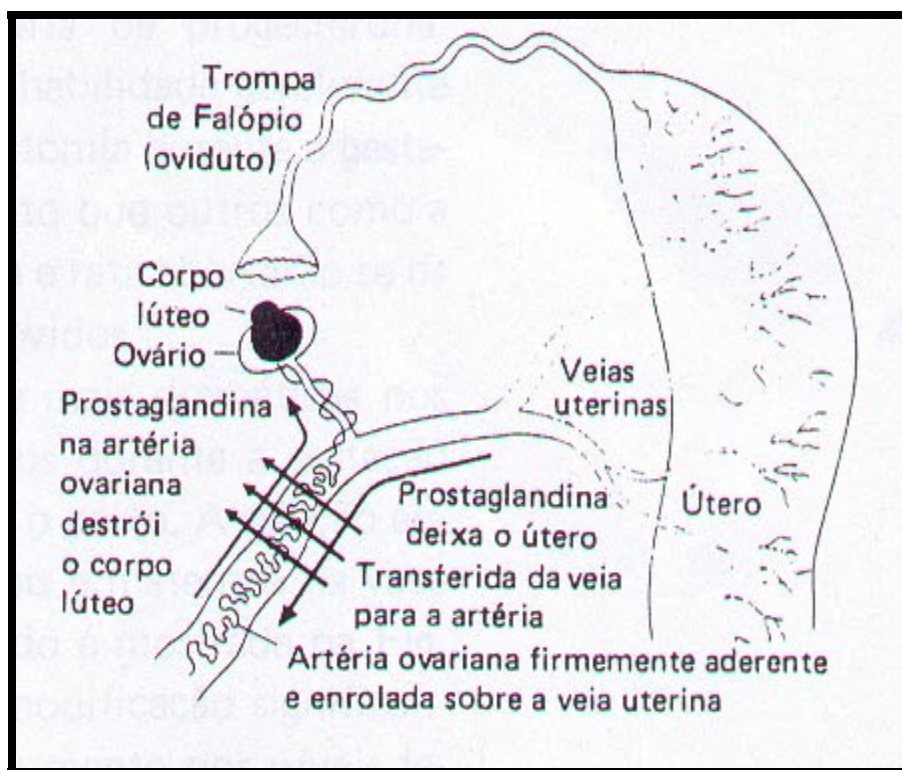 Trompa
de Falópio
(oviduto)
Corpo
lúteo
Ovário
Prostaglandina
na artéria
ovariana
destrói
o corpo
lúteo
Veias
uterinas
Útero
Prostaglandina
deixa o útero
Transferida da veia
para a artéria
Artéria ovariana firmemente aderente
e enrolada sobre a veia uterina